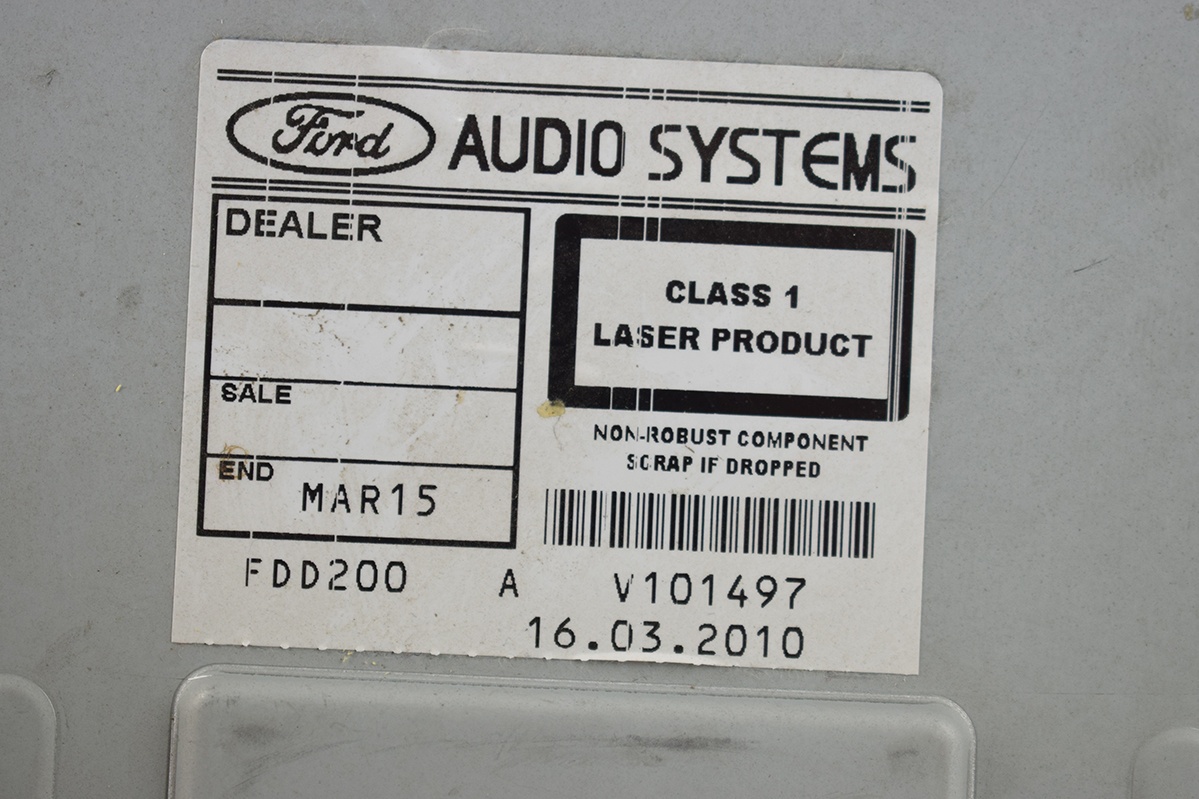 Ford AUDIO SYSTEMS
DEALER
CLASS 1
LASER PRODUCT
SALE
NON-ROBUST COMPONENT
SCRAP IF DROPPED
END MAR15
FDD200 A V101497
16.03.2010